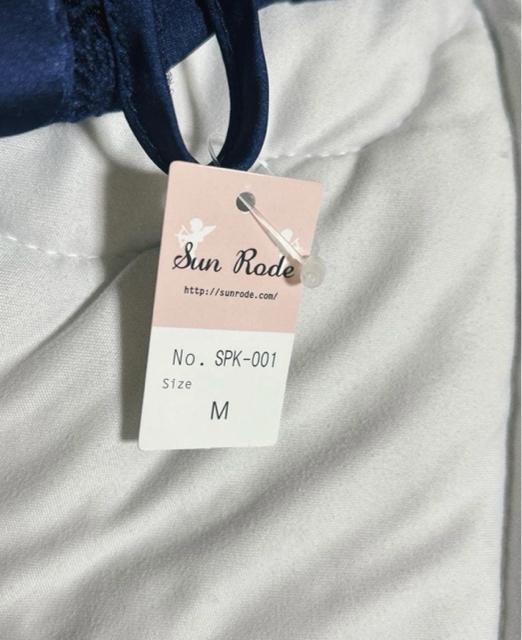 Sun Rode
http://sunrode.com/
No. SPK-001
Size
M